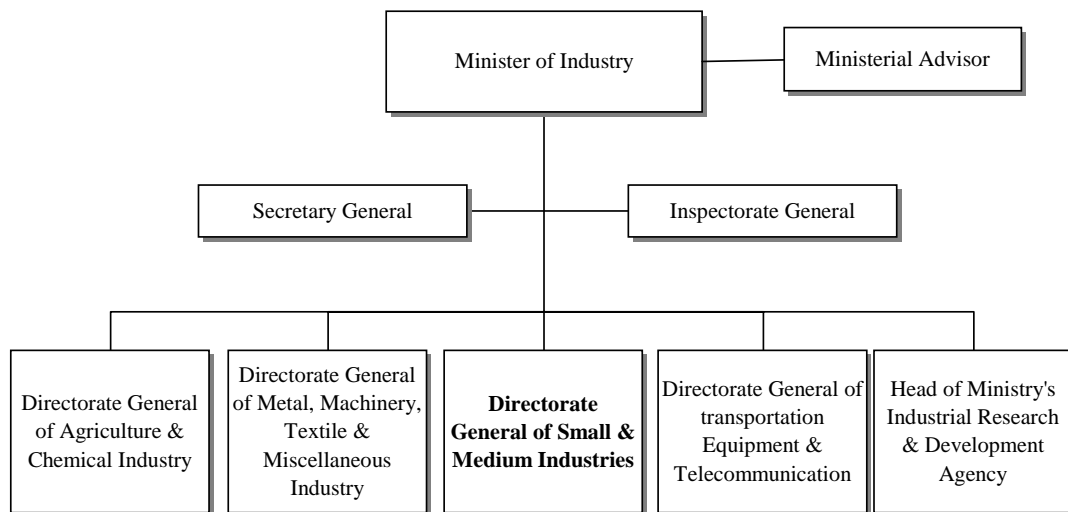 Minister of Industry
Ministerial Advisor
Secretary General
Inspectorate General
Directorate General
of Agriculture &
Chemical Industry
Directorate General
of Metal, Machinery,
Textile &
Miscellaneous
Industry
Directorate
General of Small &
Medium Industries
Directorate General of
transportation
Equipment &
Telecommunication
Head of Ministry's
Industrial Research
& Development
Agency